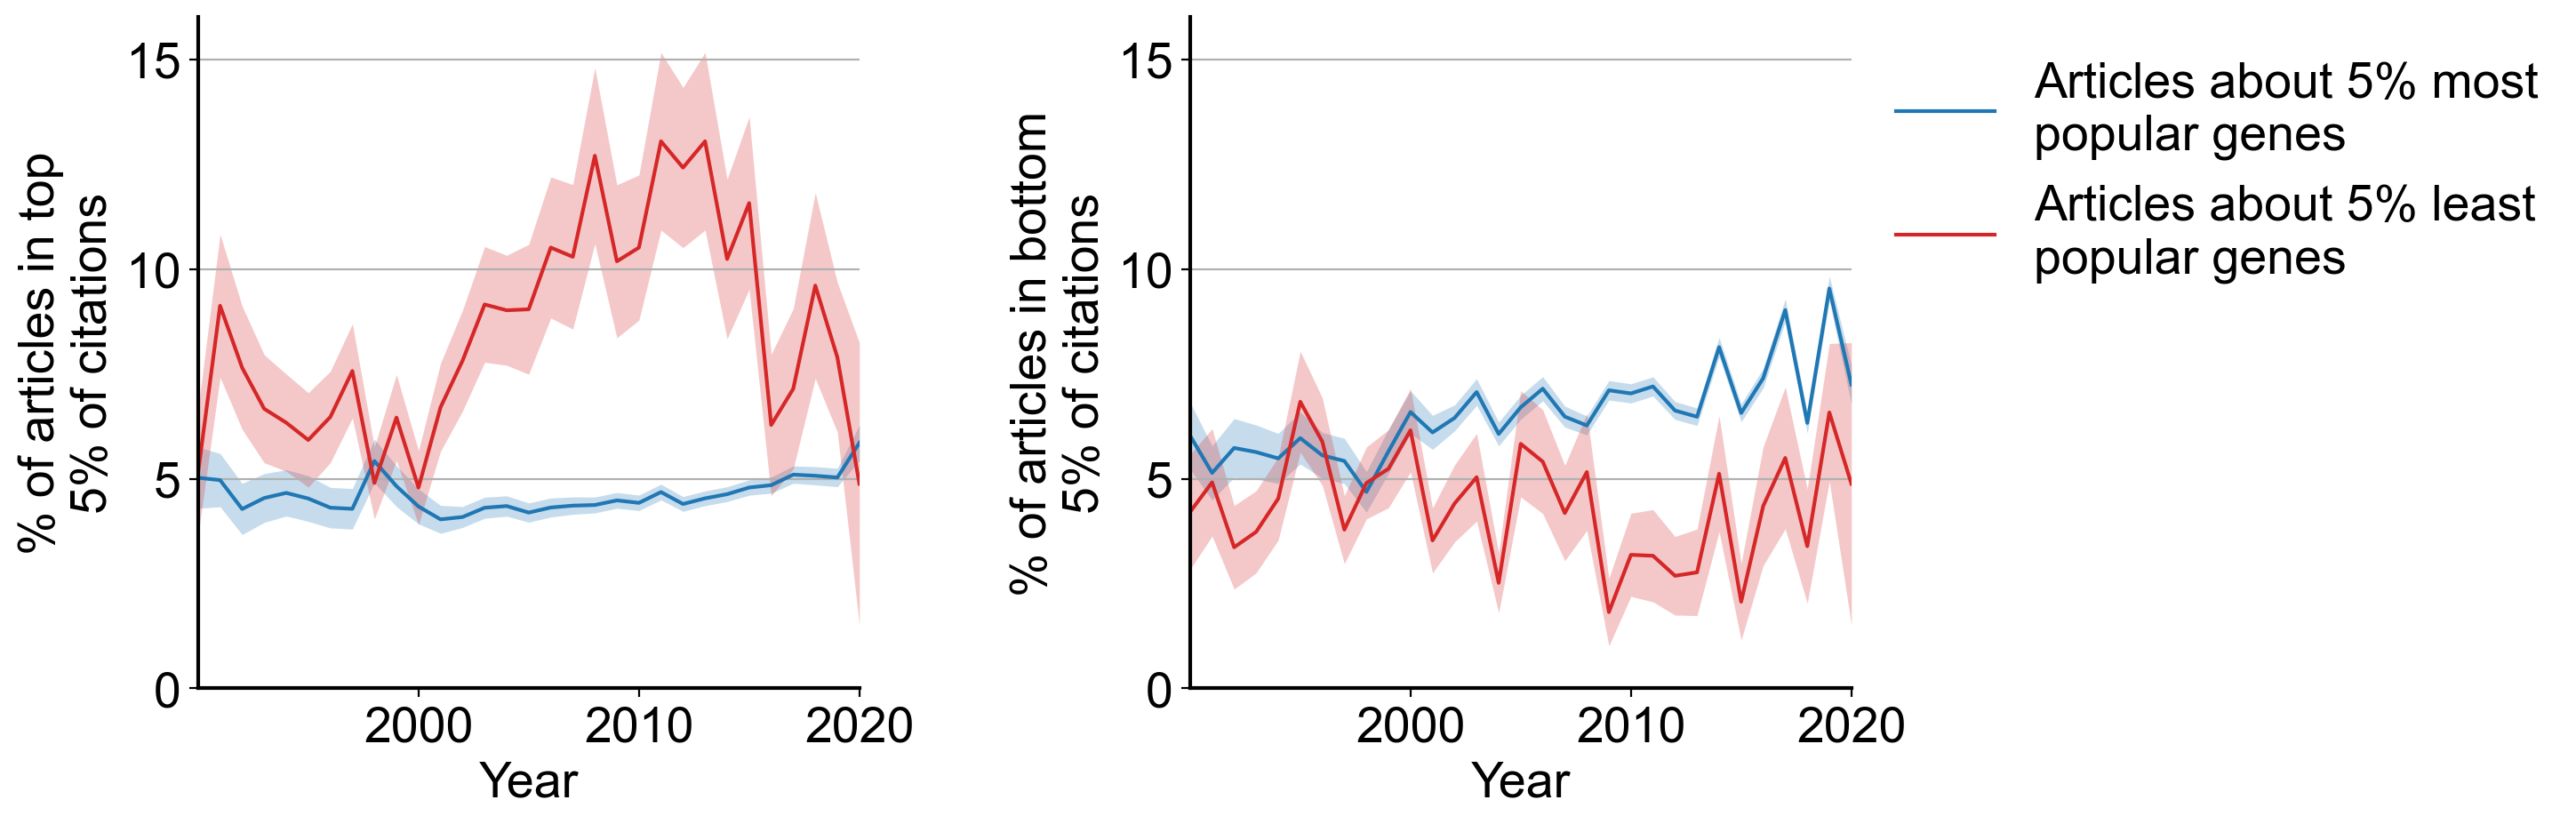 % of articles in top
5% of citations
15
10
5
0
2000
2010
2020
Year
% of articles in bottom
5% of citations
15
10
5
0
2000
2010
2020
Year
Articles about 5% most
popular genes
Articles about 5% least
popular genes